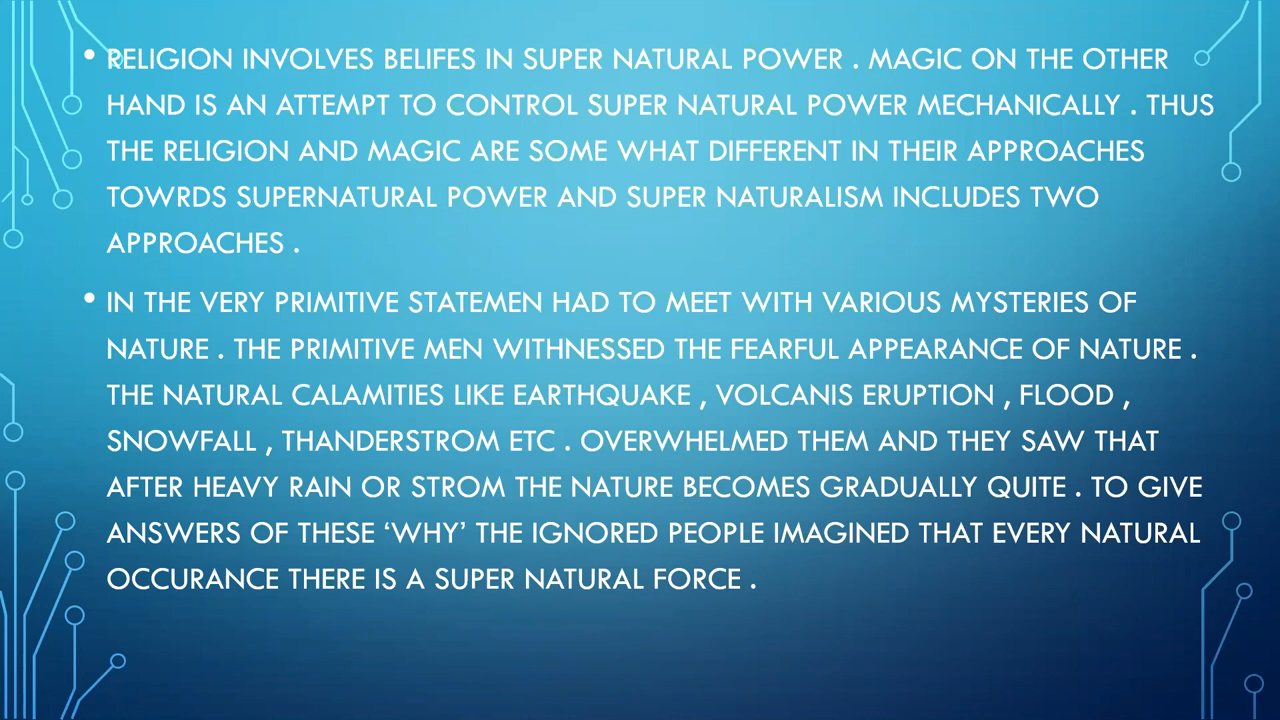 • RELIGION INVOLVES BELIFES IN SUPER NATURAL POWER . MAGIC ON THE OTHER
HAND IS AN ATTEMPT TO CONTROL SUPER NATURAL POWER MECHANICALLY . THUS
THE RELIGION AND MAGIC ARE SOME WHAT DIFFERENT IN THEIR APPROACHES
TOWRDS SUPERNATURAL POWER AND SUPER NATURALISM INCLUDES TWO
APPROACHES .
• IN THE VERY PRIMITIVE STATEMEN HAD TO MEET WITH VARIOUS MYSTERIES OF
NATURE . THE PRIMITIVE MEN WITHNESSED THE FEARFUL APPEARANCE OF NATURE .
THE NATURAL CALAMITIES LIKE EARTHQUAKE , VOLCANIS ERUPTION , FLOOD ,
SNOWFALL , THANDERSTROM ETC . OVERWHELMED THEM AND THEY SAW THAT
AFTER HEAVY RAIN OR STROM THE NATURE BECOMES GRADUALLY QUITE . TO GIVE
ANSWERS OF THESE ‘WHY’ THE IGNORED PEOPLE IMAGINED THAT EVERY NATURAL
OCCURANCE THERE IS A SUPER NATURAL FORCE .